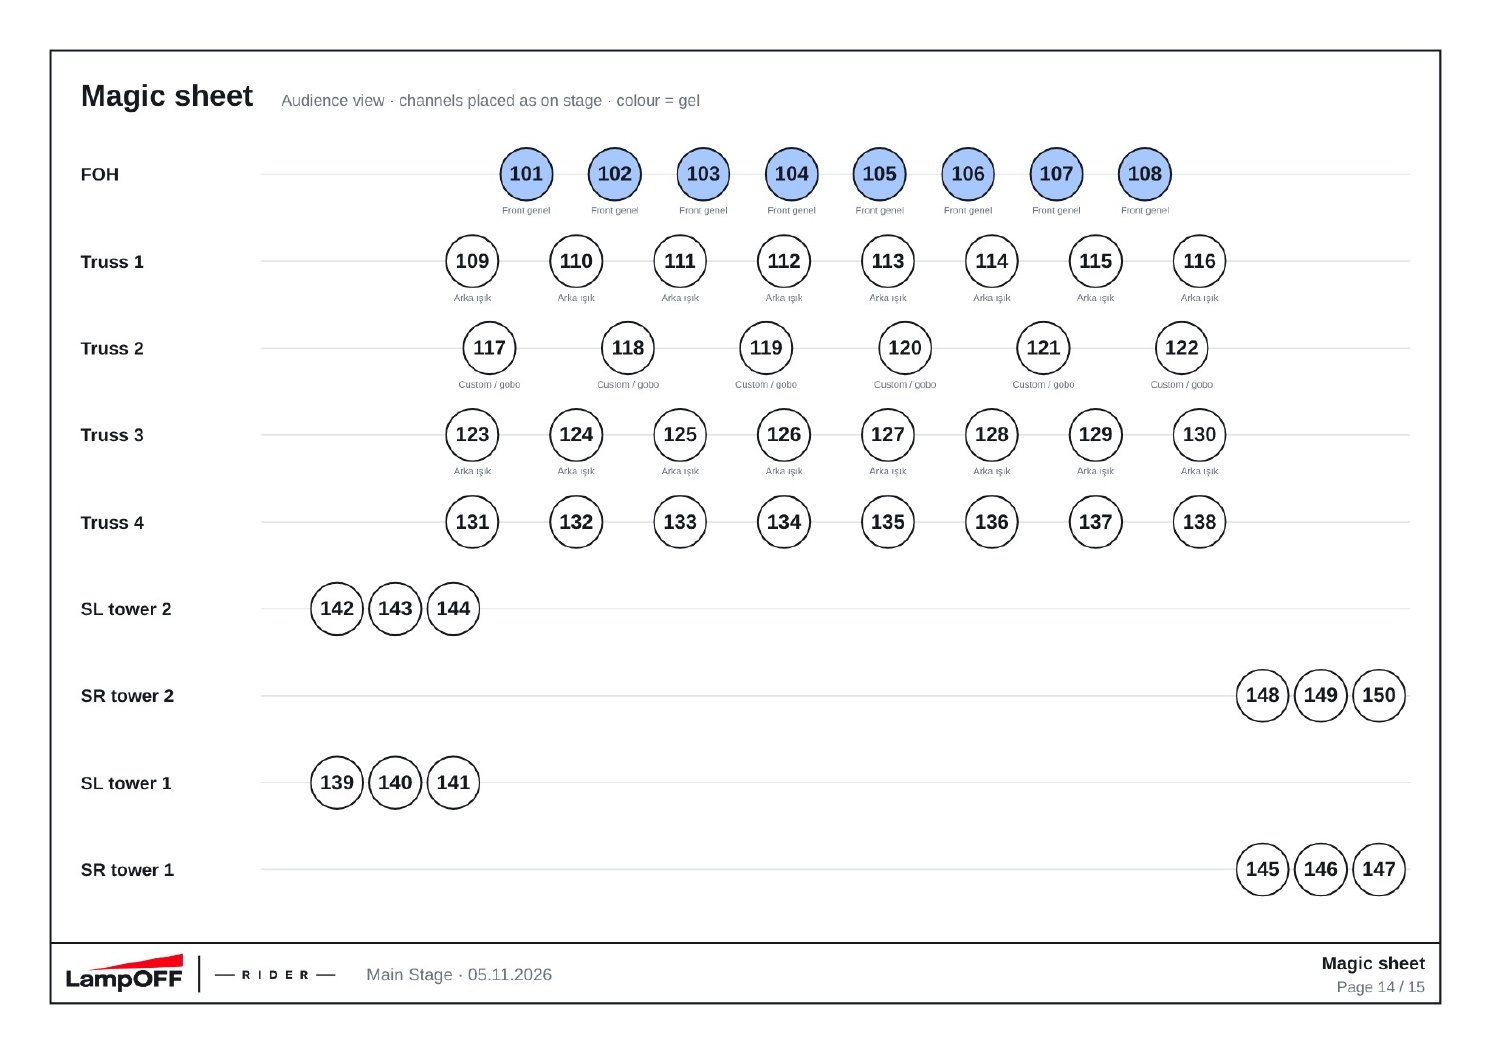 Magic sheet Audience view · channels placed as on stage · colour = gel
FOH 101 102 103 104 105 106 107 108
Front genel Front genel Front genel Front genel Front genel Front genel Front genel Front genel
Truss 1 109 110 111 112 113 114 115 116
Arka ışık Arka ışık Arka ışık Arka ışık Arka ışık Arka ışık Arka ışık Arka ışık
Truss 2 117 118 119 120 121 122
Custom / gobo Custom / gobo Custom / gobo Custom / gobo Custom / gobo Custom / gobo
Truss 3 123 124 125 126 127 128 129 130
Arka ışık Arka ışık Arka ışık Arka ışık Arka ışık Arka ışık Arka ışık Arka ışık
Truss 4 131 132 133 134 135 136 137 138
SL tower 2 142 143 144
SR tower 2 148 149 150
SL tower 1 139 140 141
SR tower 1 145 146 147
LampOFF RIDER Main Stage · 05.11.2026
Magic sheet
Page 14 / 15